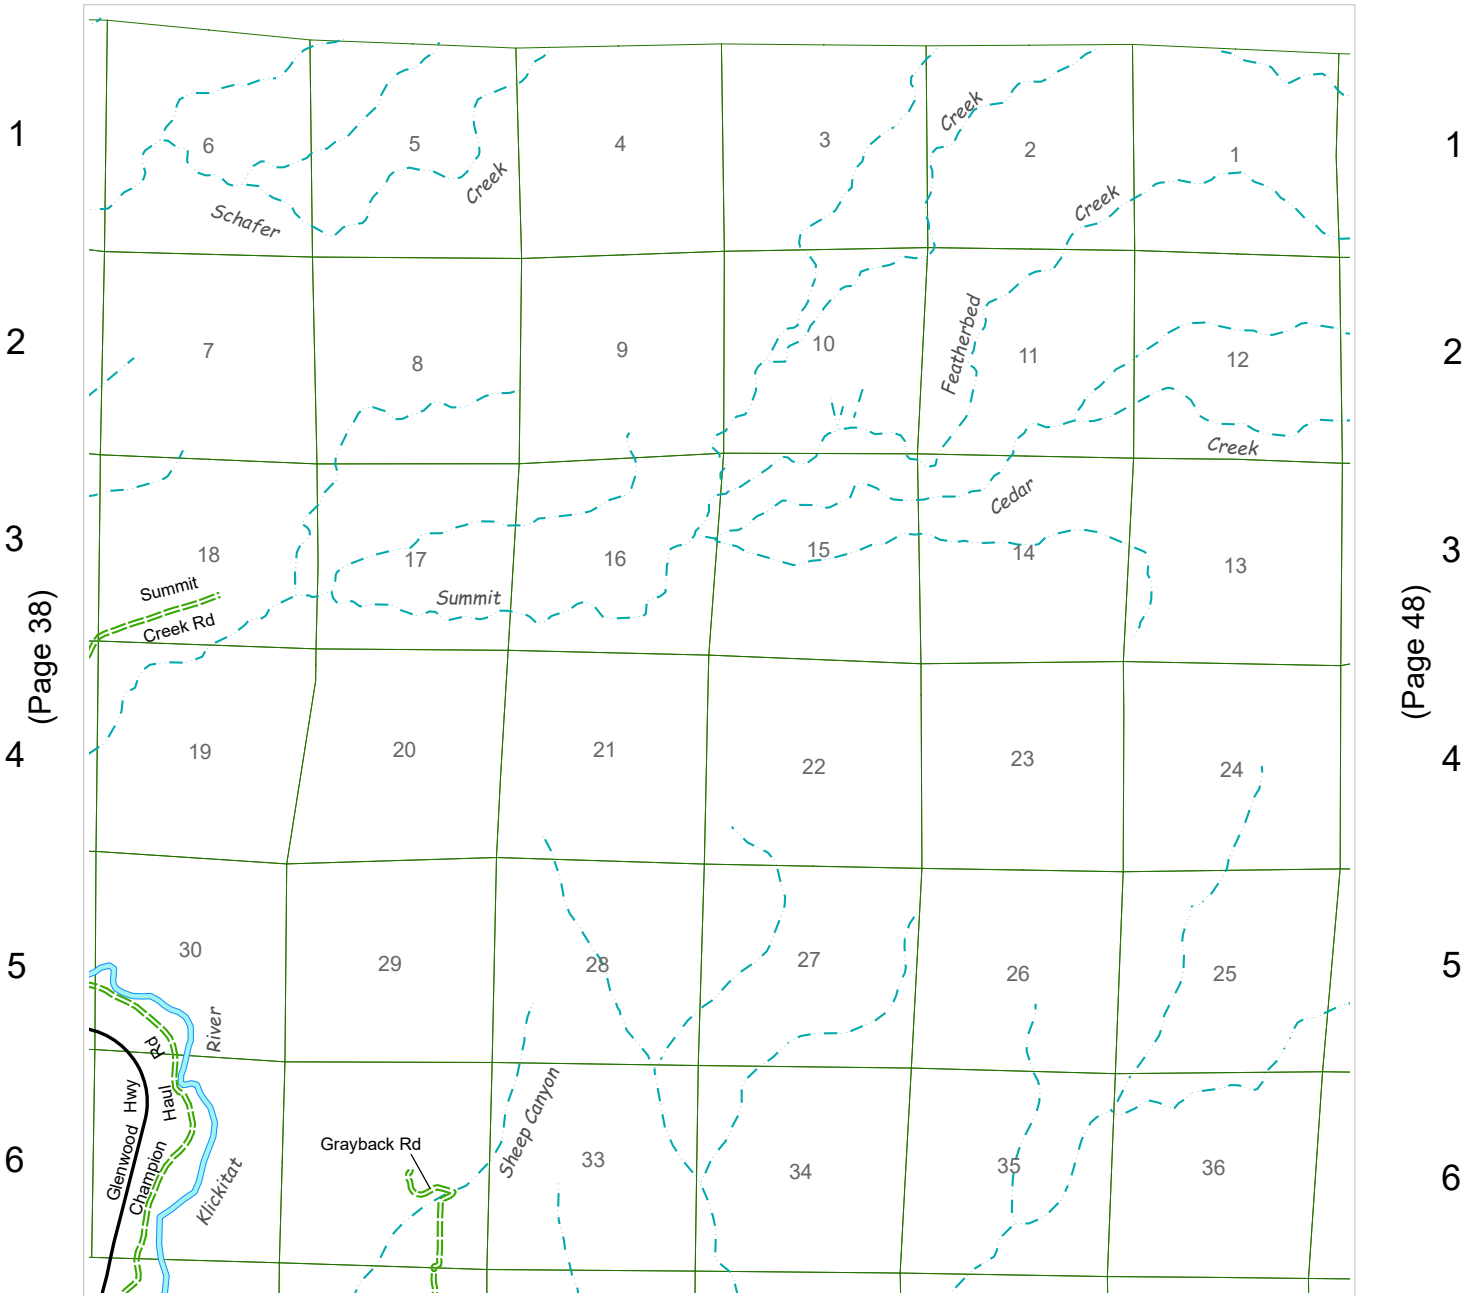 1
6
5
4
3
Creek
2
1
1
Creek
Schafer
Creek
2
7
8
9
10
Featherbed
11
12
2
Creek
Cedar
3
18
17
16
15
14
13
3
Summit
Creek Rd
Summit
(Page 38)
(Page 48)
4
19
20
21
22
23
24
4
5
30
29
28
27
26
25
5
River
Rd
Haul
Champion
Glenwood Hwy
Klickitat
6
Grayback Rd
Sheep Canyon
33
34
35
36
6